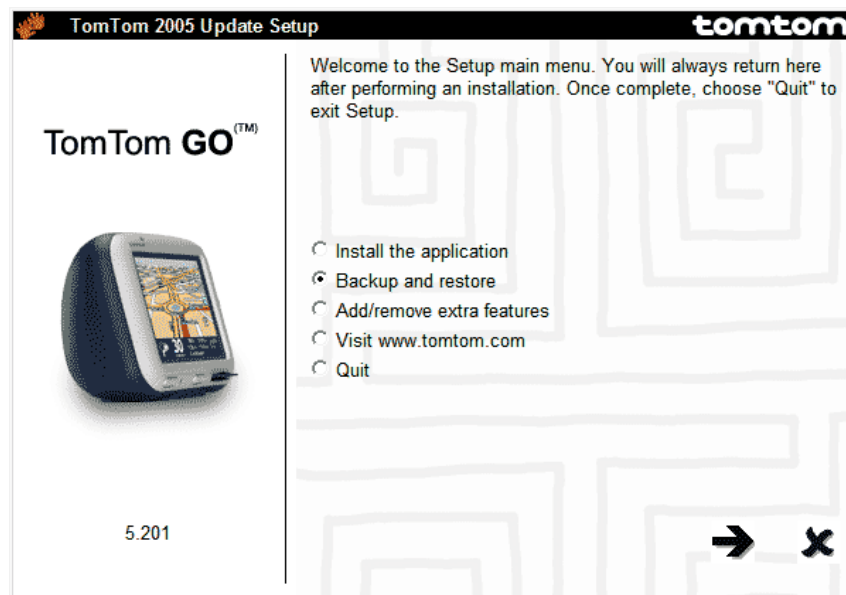 TomTom 2005 Update Setup
tomtom
Welcome to the Setup main menu. You will always return here
after performing an installation. Once complete, choose "Quit" to
exit Setup.
TomTom GO(TM)
Install the application
Backup and restore
Add/remove extra features
Visit www.tomtom.com
Quit
5.201